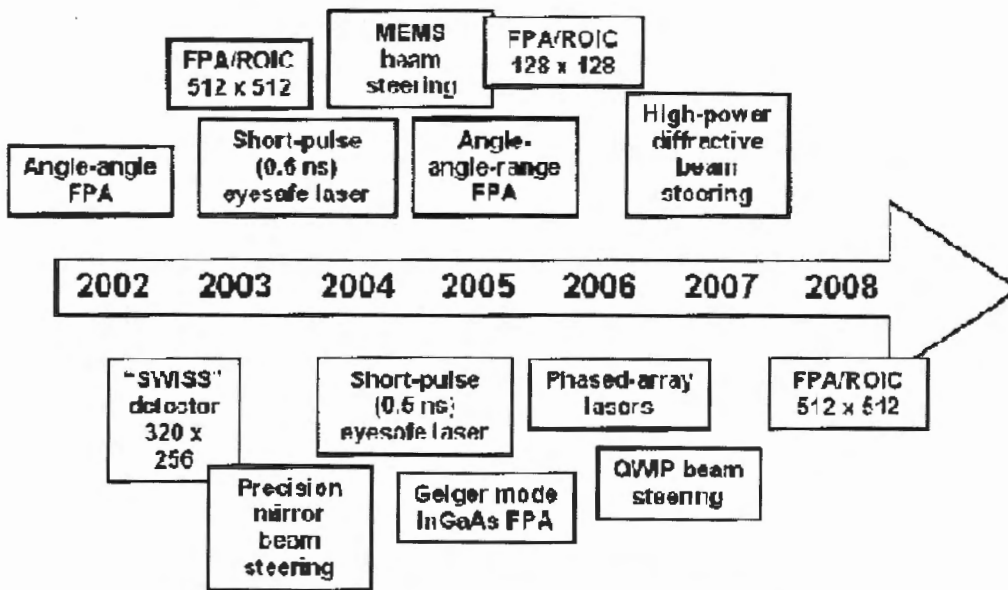 FPA/ROIC
512 x 512
MEMS
beam
steering
FPA/ROIC
128 x 128
Angle-angle
FPA
Short-pulse
(0.6 ns)
eyesafe laser
Angle-
angle-range
FPA
High-power
diffractive
beam
steering
2002 2003 2004 2005 2006 2007 2008
"SWISS"
detector
320 x
256
Precision
mirror
beam
steering
Short-pulse
(0.5 ns)
eyesafe laser
Geiger mode
InGaAs FPA
Phased-array
lasers
QWIP beam
steering
FPA/ROIC
512 x 512